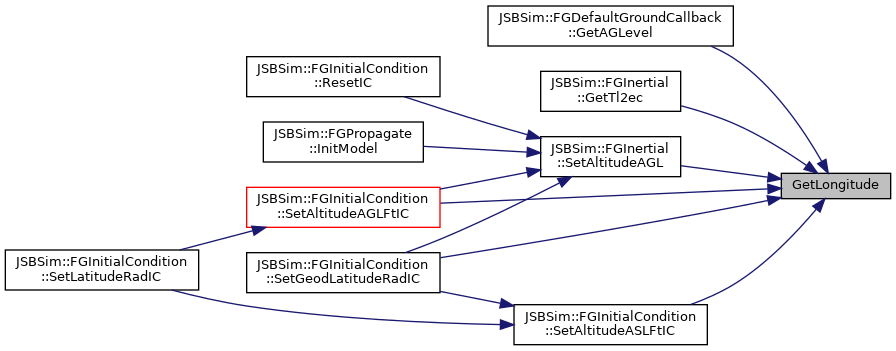 JSBSim::FGDefaultGroundCallback
::GetAGLevel
JSBSim::FGInitialCondition
::ResetIC
JSBSim::FGInertial
::GetTl2ec
JSBSim::FGPropagate
::InitModel
JSBSim::FGInertial
::SetAltitudeAGL
GetLongitude
JSBSim::FGInitialCondition
::SetAltitudeAGLFtIC
JSBSim::FGInitialCondition
::SetLatitudeRadIC
JSBSim::FGInitialCondition
::SetGeodLatitudeRadIC
JSBSim::FGInitialCondition
::SetAltitudeASLFtIC